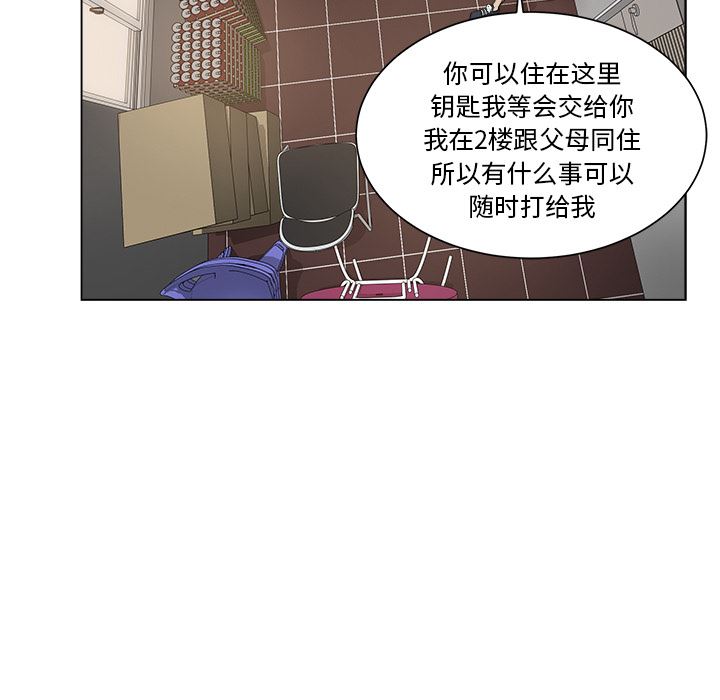 你可以住在这里
钥匙我等会交给你
我在2楼跟父母同住
所以有什么事可以
随时打给我